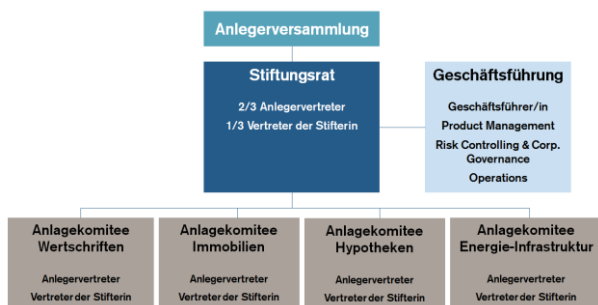 Anlegerversammlung
Stiftungsrat
2/3 Anlegervertreter
1/3 Vertreter der Stifterin
Geschäftsführung
Geschäftsführer/in
Product Management
Risk Controlling & Corp.
Governance
Operations
Anlagekomitee
Wertschriften
Anlegervertreter
Vertreter der Stifterin
Anlagekomitee
Immobilien
Anlegervertreter
Vertreter der Stifterin
Anlagekomitee
Hypotheken
Anlegervertreter
Vertreter der Stifterin
Anlagekomitee
Energie-Infrastruktur
Anlegervertreter
Vertreter der Stifterin